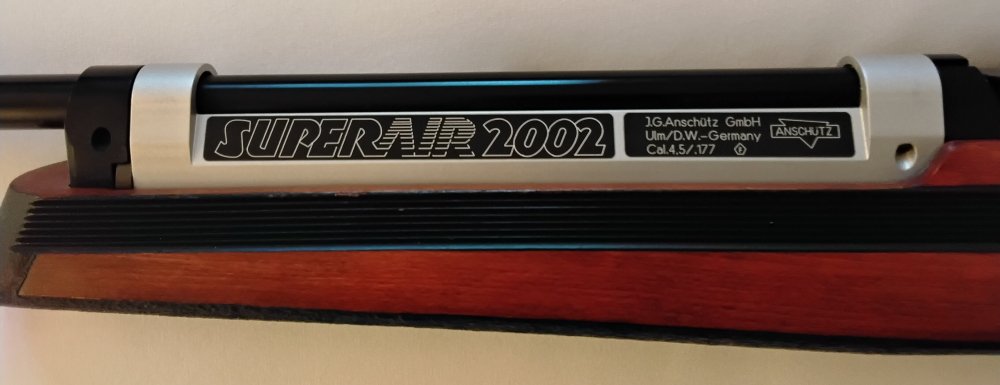 SUPERAIR 2002
J.G.Anschütz GmbH
Ulm/D.W.-Germany
Cal.4,5/.177
ANSCHÜTZ